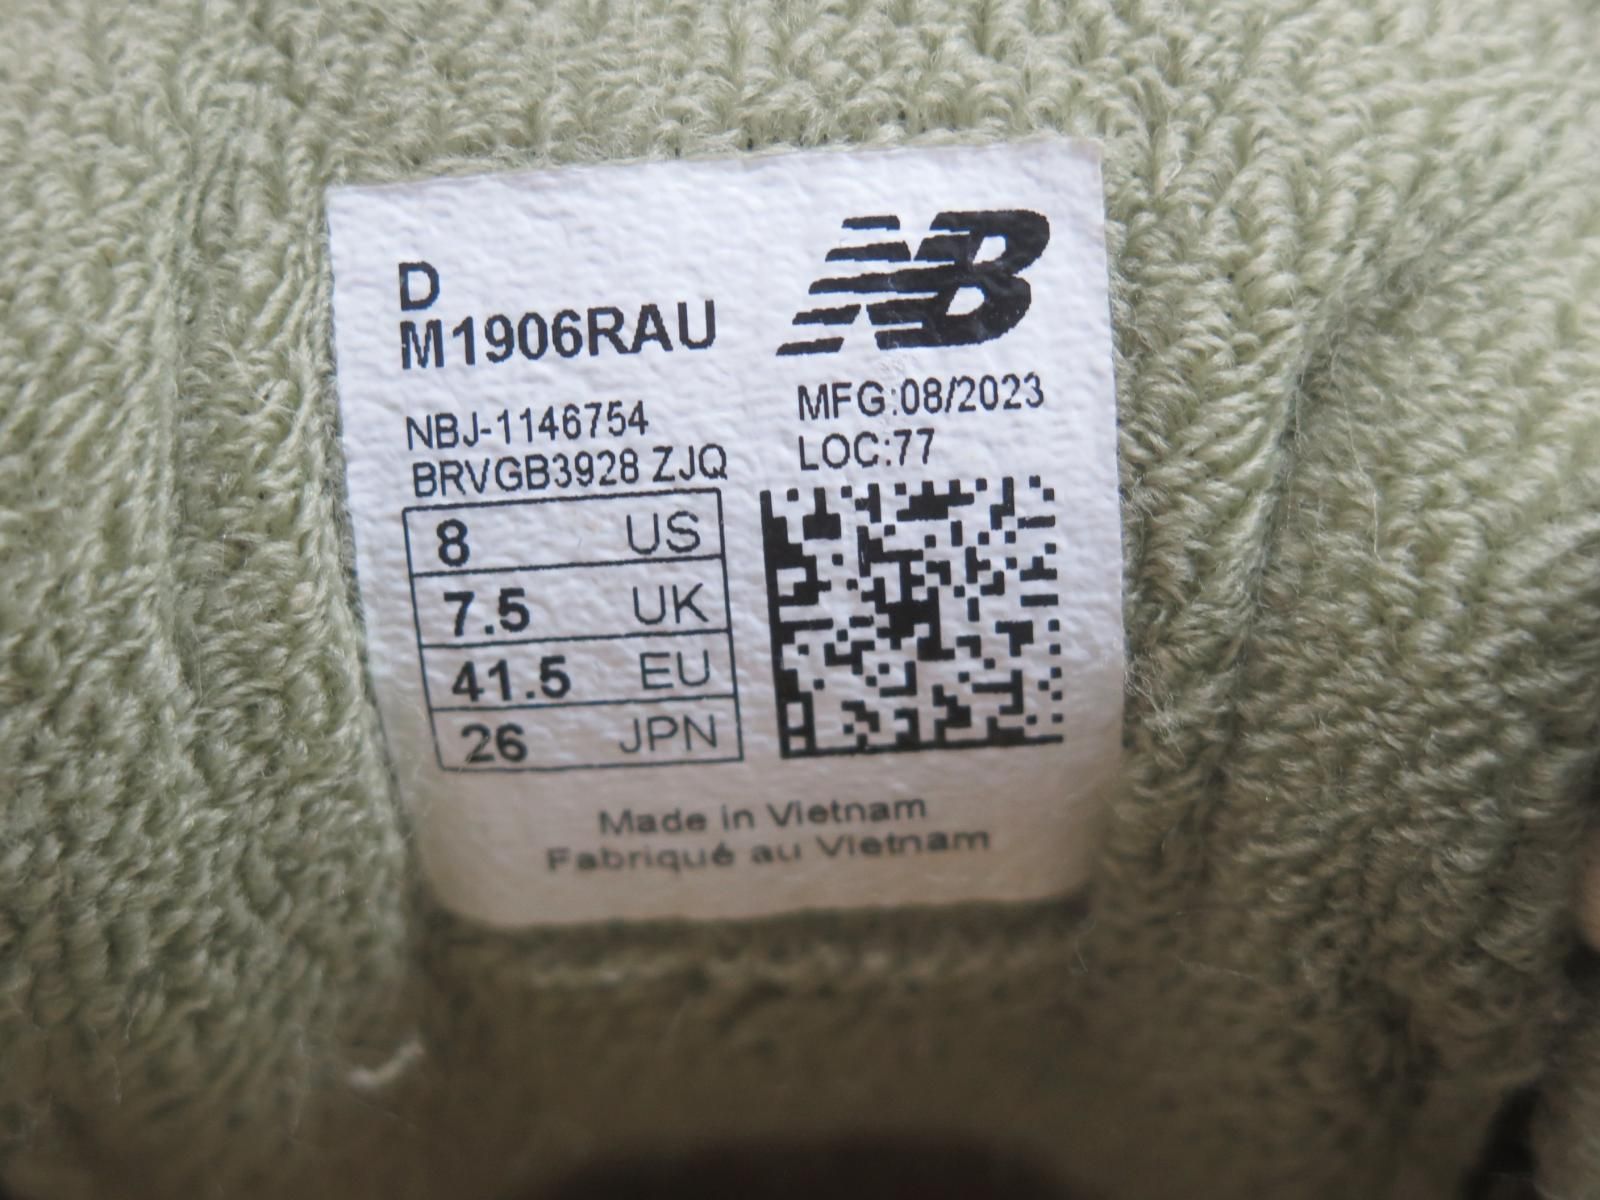 D
M1906RAU
NB
NBJ-1146754
BRVGB3928 ZJQ
MFG:08/2023
LOC:77
8 US
7.5 UK
41.5 EU
26 JPN
Made in Vietnam
Fabriqué au Vietnam